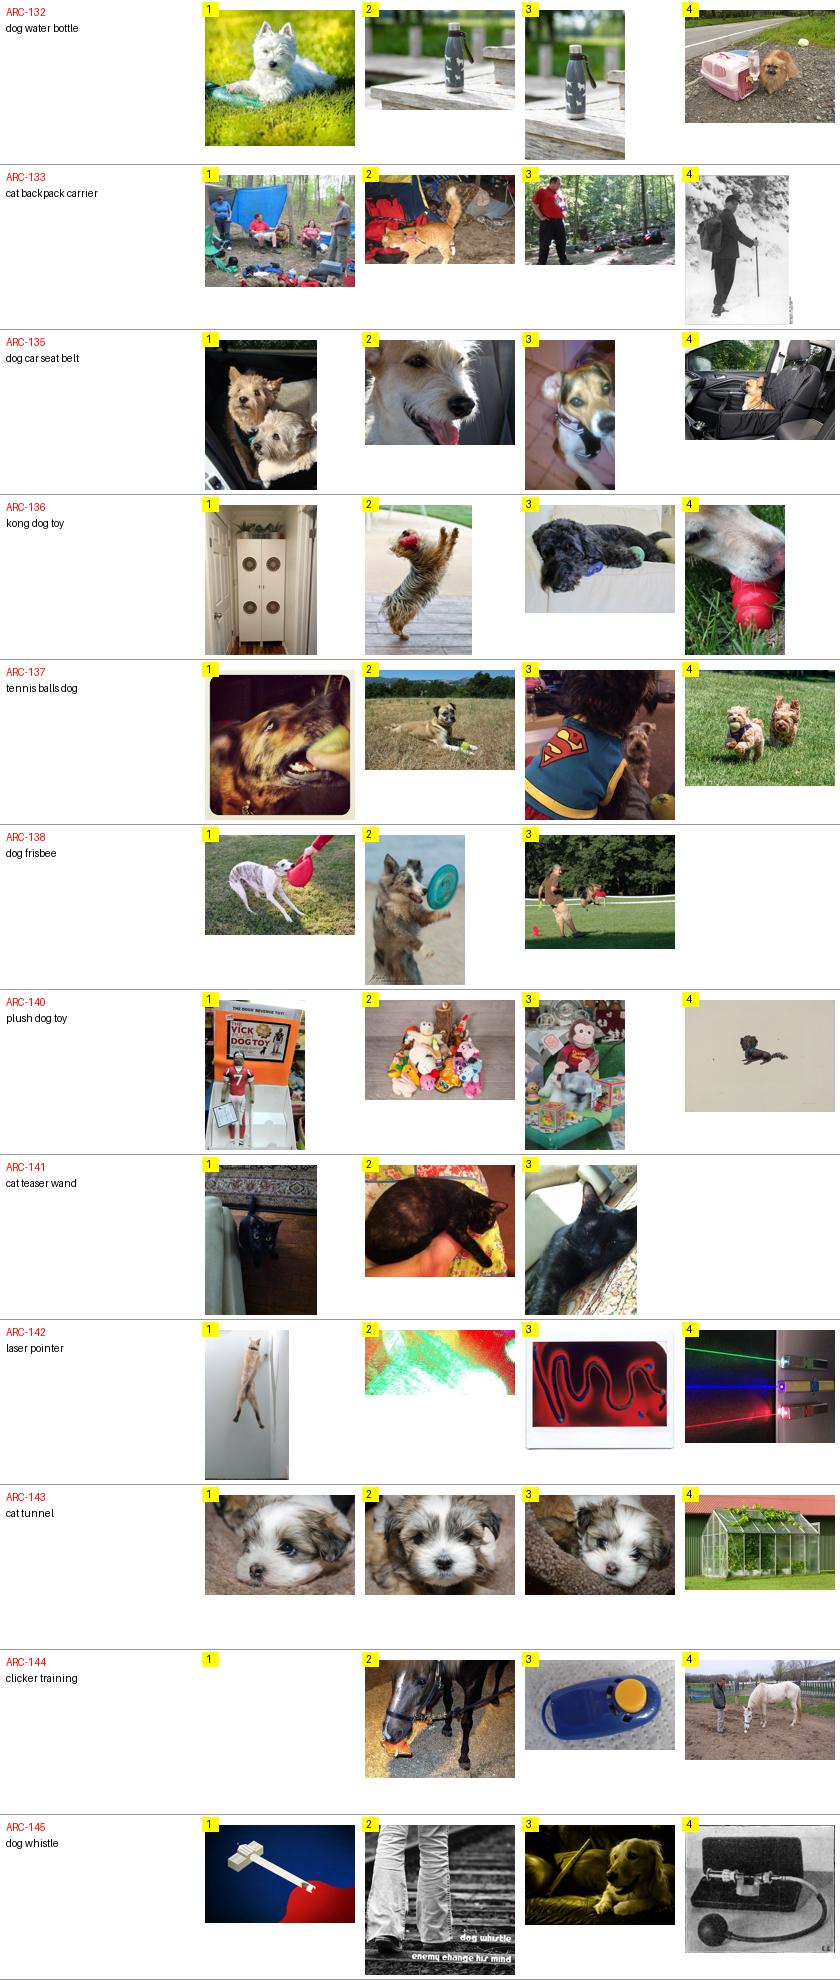 ARC-132
dog water bottle
1
2
3
4
ARC-133
cat backpack carrier
1
2
3
4
ARC-135
dog car seat belt
1
2
3
4
ARC-136
kong dog toy
1
2
3
4
ARC-137
tennis balls dog
1
2
3
4
ARC-138
dog frisbee
1
2
3
ARC-140
plush dog toy
1
2
3
4
THE DOGS' REVENGE TOY!
THE
VICK
DOG TOY
7
ARC-141
cat teaser wand
1
2
3
ARC-142
laser pointer
1
2
3
4
ARC-143
cat tunnel
1
2
3
4
ARC-144
clicker training
1
2
3
4
ARC-145
dog whistle
1
2
3
4
dog whistle
enemy change his mind